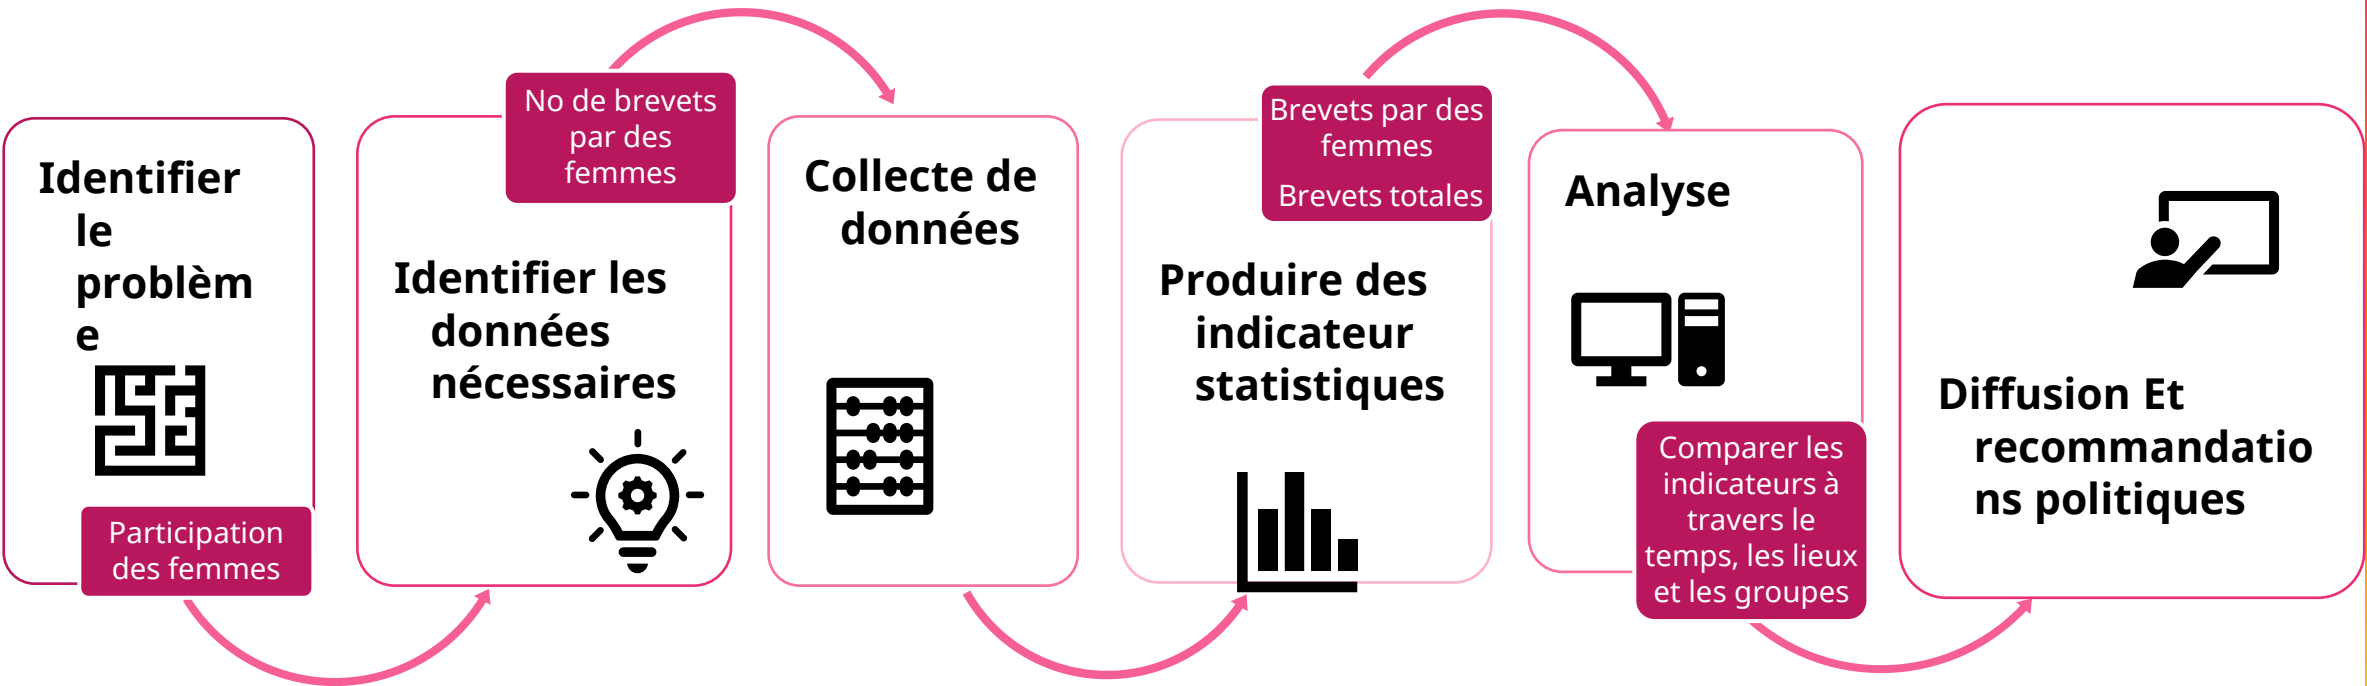 Identifier
le
problèm
e
Participation
des femmes
No de brevets
par des
femmes
Identifier les
données
nécessaires
Collecte de
données
Brevets par des
femmes
Brevets totales
Produire des
indicateur
statistiques
Analyse
Comparer les
indicateurs à
travers le
temps, les lieux
et les groupes
Diffusion Et
recommandatio
ns politiques